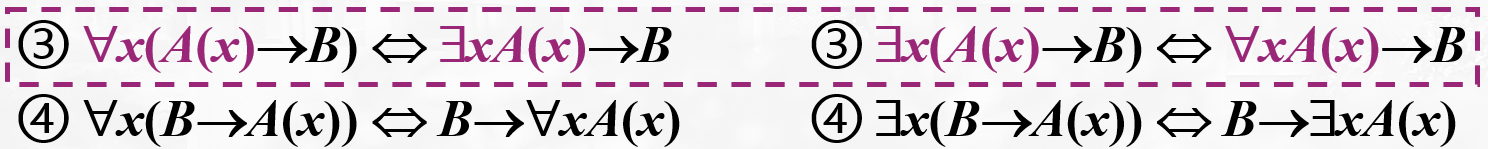 ③ ∀x(A(x)→B) ⇔ ∃xA(x)→B ③ ∃x(A(x)→B) ⇔ ∀xA(x)→B
④ ∀x(B→A(x)) ⇔ B→∀xA(x) ④ ∃x(B→A(x)) ⇔ B→∃xA(x)